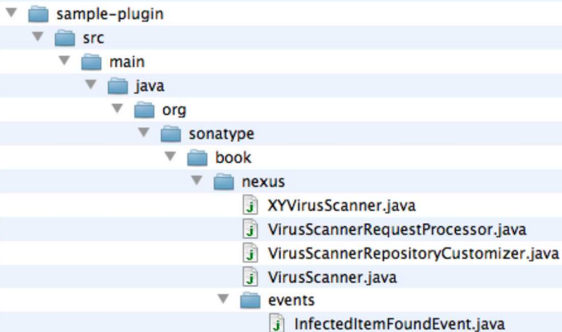 sample-plugin
src
main
java
org
sonatype
book
nexus
XYVirusScanner.java
VirusScannerRequestProcessor.java
VirusScannerRepositoryCustomizer.java
VirusScanner.java
events
InfectedItemFoundEvent.java